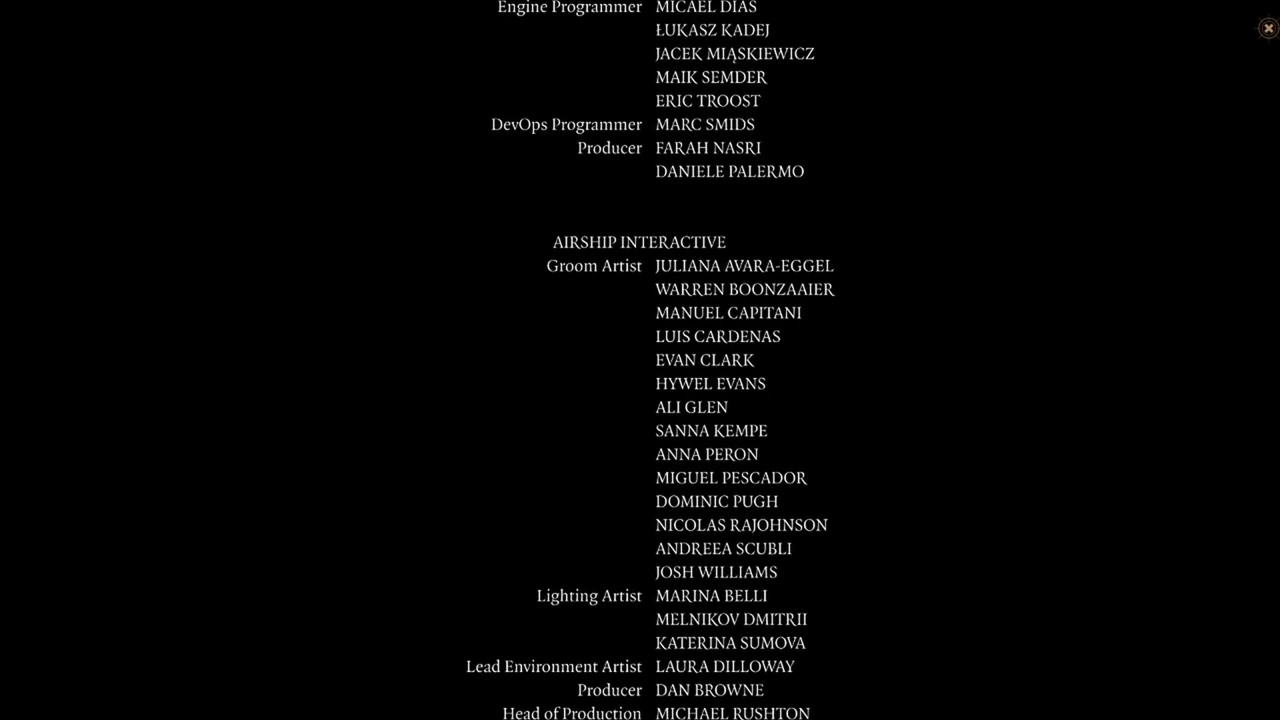 Engine Programmer MICAEL DIAS
ŁUKASZ KADEJ
JACEK MIĄSKIEWICZ
MAIK SEMDER
ERIC TROOST
DevOps Programmer MARC SMIDS
Producer FARAH NASRI
DANIELE PALERMO
AIRSHIP INTERACTIVE
Groom Artist JULIANA AVARA-EGGEL
WARREN BOONZAAIER
MANUEL CAPITANI
LUIS CARDENAS
EVAN CLARK
HYWEL EVANS
ALI GLEN
SANNA KEMPE
ANNA PERON
MIGUEL PESCADOR
DOMINIC PUGH
NICOLAS RAJOHNSON
ANDREEA SCUBLI
JOSH WILLIAMS
Lighting Artist MARINA BELLI
MELNIKOV DMITRII
KATERINA SUMOVA
Lead Environment Artist LAURA DILLOWAY
Producer DAN BROWNE
Head of Production MICHAEL RUSHTON